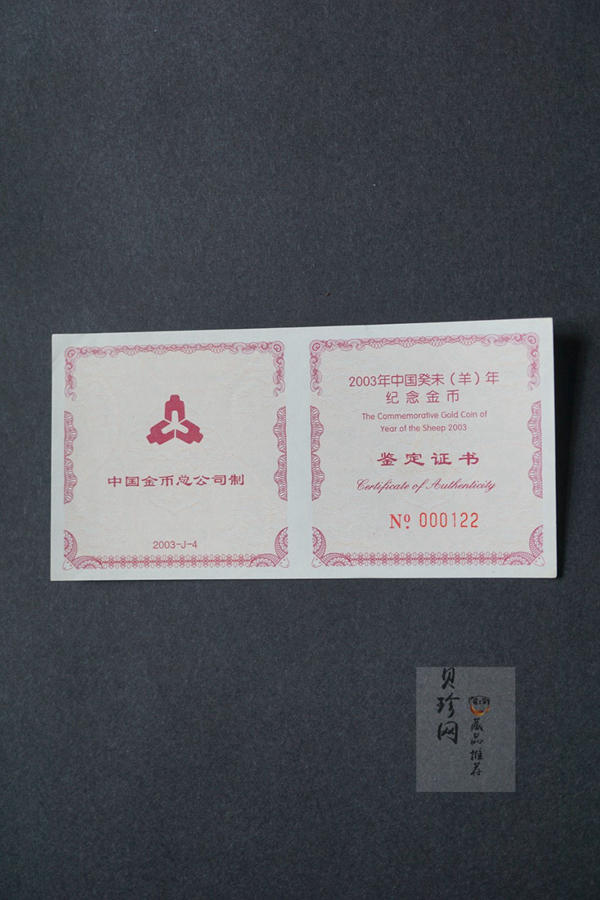 中国金币总公司制
2003-J-4
2003年中国癸未（羊）年
纪念金币
The Commemorative Gold Coin of
Year of the Sheep 2003
鉴定证书
Certificate of Authenticity
Nº 000122
贝珍网
藏品推荐